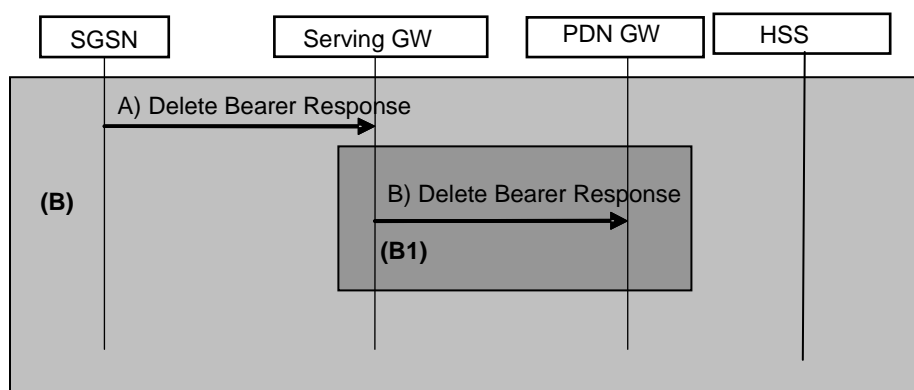 SGSN
Serving GW
PDN GW
HSS
A) Delete Bearer Response
(B)
B) Delete Bearer Response
(B1)